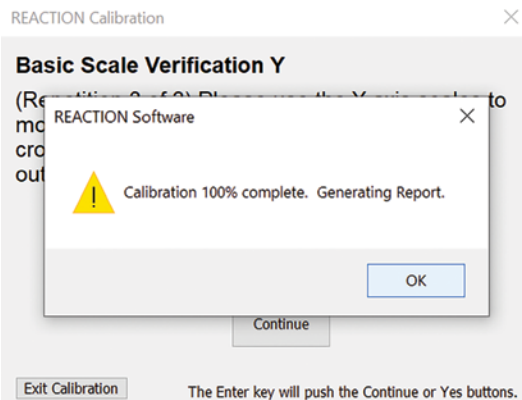 REACTION Calibration
Basic Scale Verification Y
(Re
to
mo
cro
out
REACTION Software
Calibration 100% complete.  Generating Report.
OK
Continue
Exit Calibration
The Enter key will push the Continue or Yes buttons.